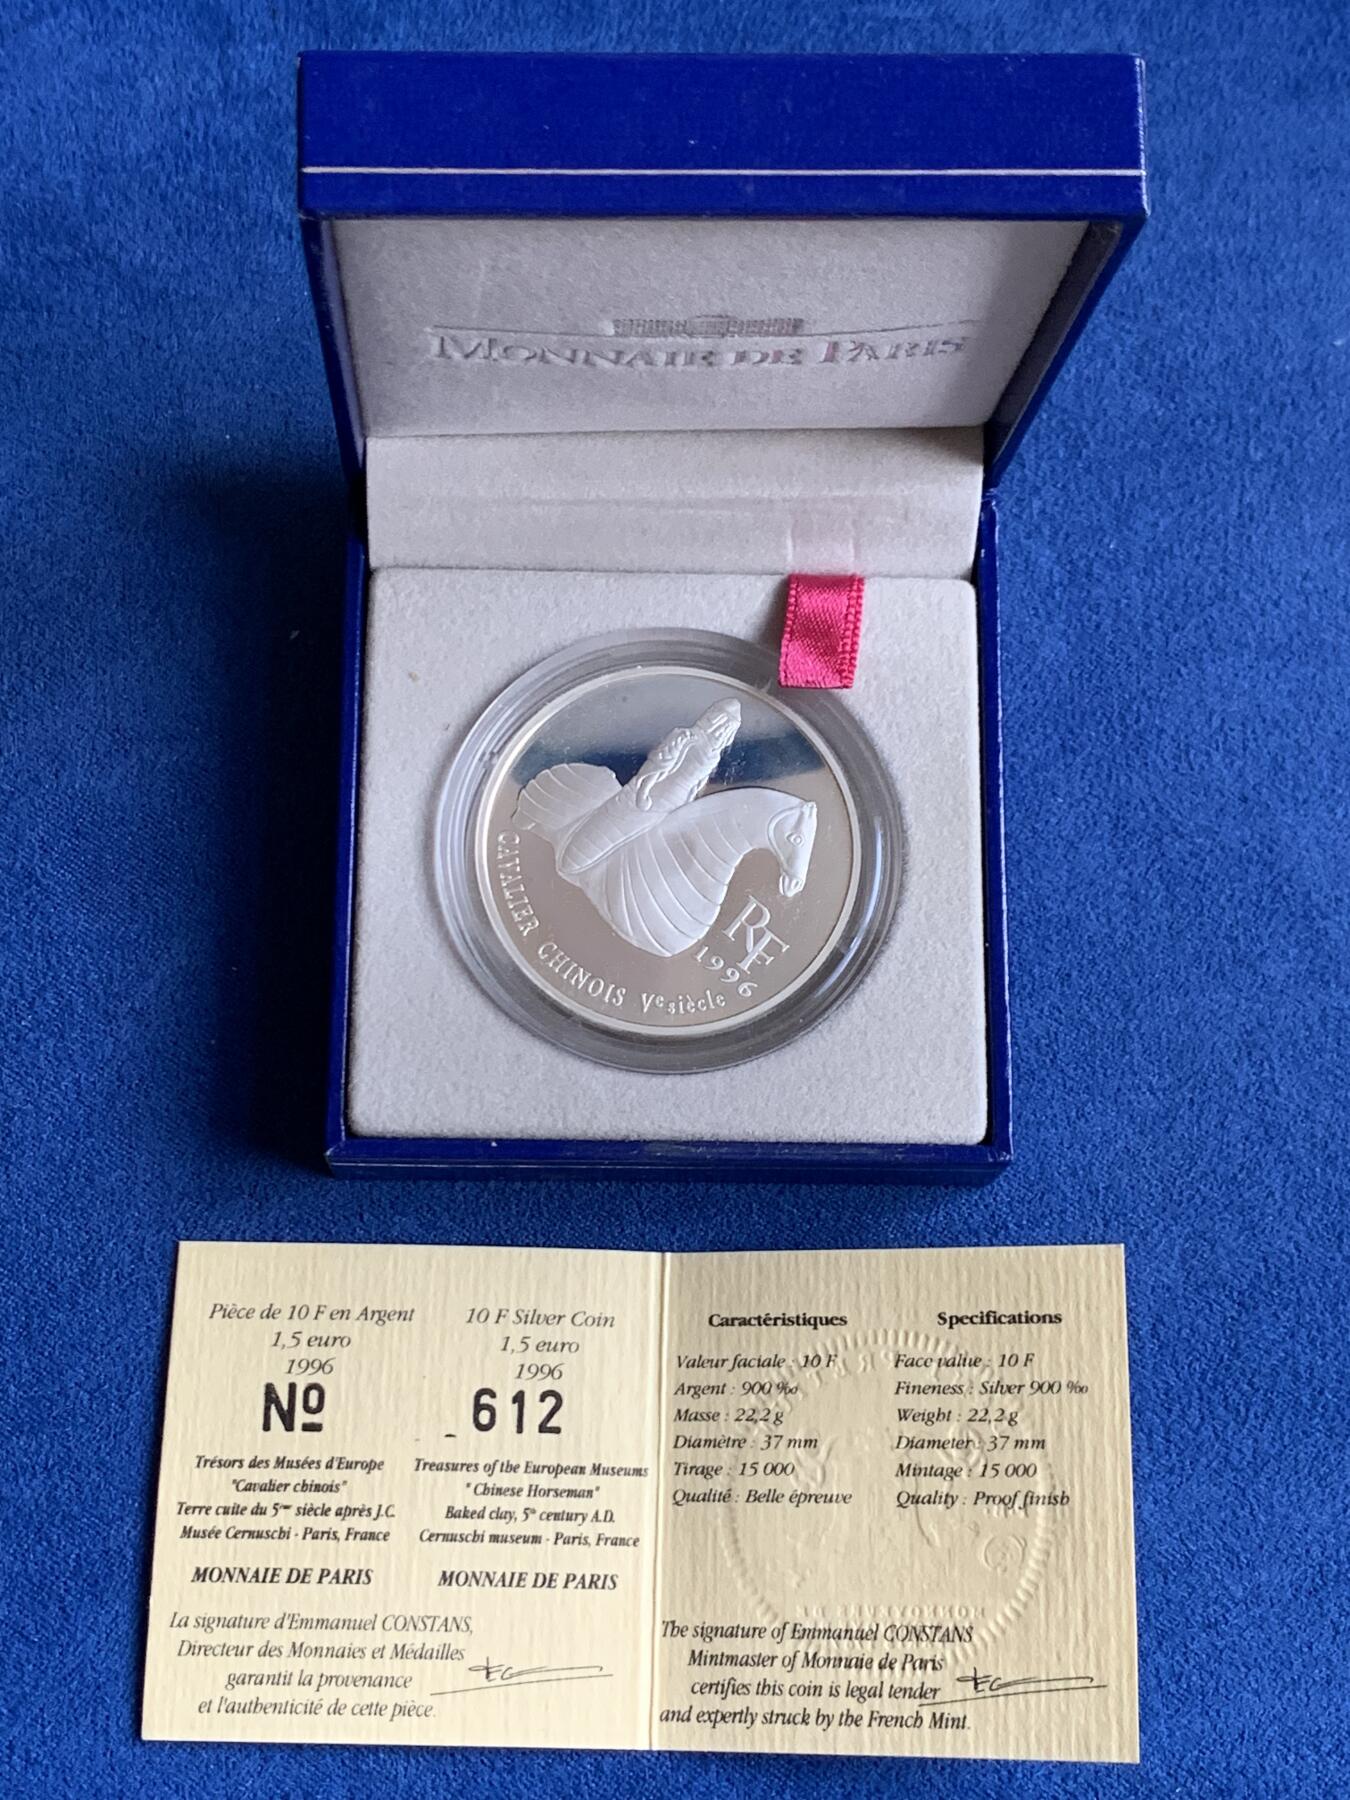 MONNAIE DE PARIS
CAVALIER CHINOIS Ve siècle
RF
1996
Pièce de 10 F en Argent
1,5 euro
1996
Nº
Trésors des Musées d'Europe
"Cavalier chinois"
Terre cuite du 5ème siècle après J.C.
Musée Cernuschi - Paris, France
MONNAIE DE PARIS
La signature d'Emmanuel CONSTANS,
Directeur des Monnaies et Médailles
garantit la provenance
et l'authenticité de cette pièce.
10 F Silver Coin
1,5 euro
1996
612
Treasures of the European Museums
"Chinese Horseman"
Baked clay, 5th century A.D.
Cernuschi museum - Paris, France
MONNAIE DE PARIS
Caractéristiques
Valeur faciale : 10 F
Argent : 900 ‰
Masse : 22,2 g
Diamètre : 37 mm
Tirage : 15 000
Qualité : Belle épreuve
Specifications
Face value : 10 F
Fineness : Silver 900 ‰
Weight : 22,2 g
Diameter : 37 mm
Mintage : 15 000
Quality : Proof finish
The signature of Emmanuel CONSTANS
Mintmaster of Monnaie de Paris
certifies this coin is legal tender
and expertly struck by the French Mint.